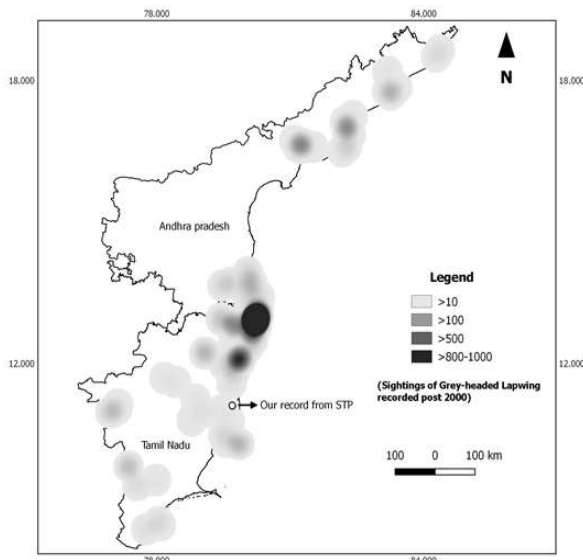 78.000
84.000
18.000
18.000
N
Andhra pradesh
Legend
>10
>100
>500
>800-1000
12.000
12.000
(Sightings of Grey-headed Lapwing
recorded post 2000)
Our record from STP
Tamil Nadu
100 0 100 km
78.000
84.000